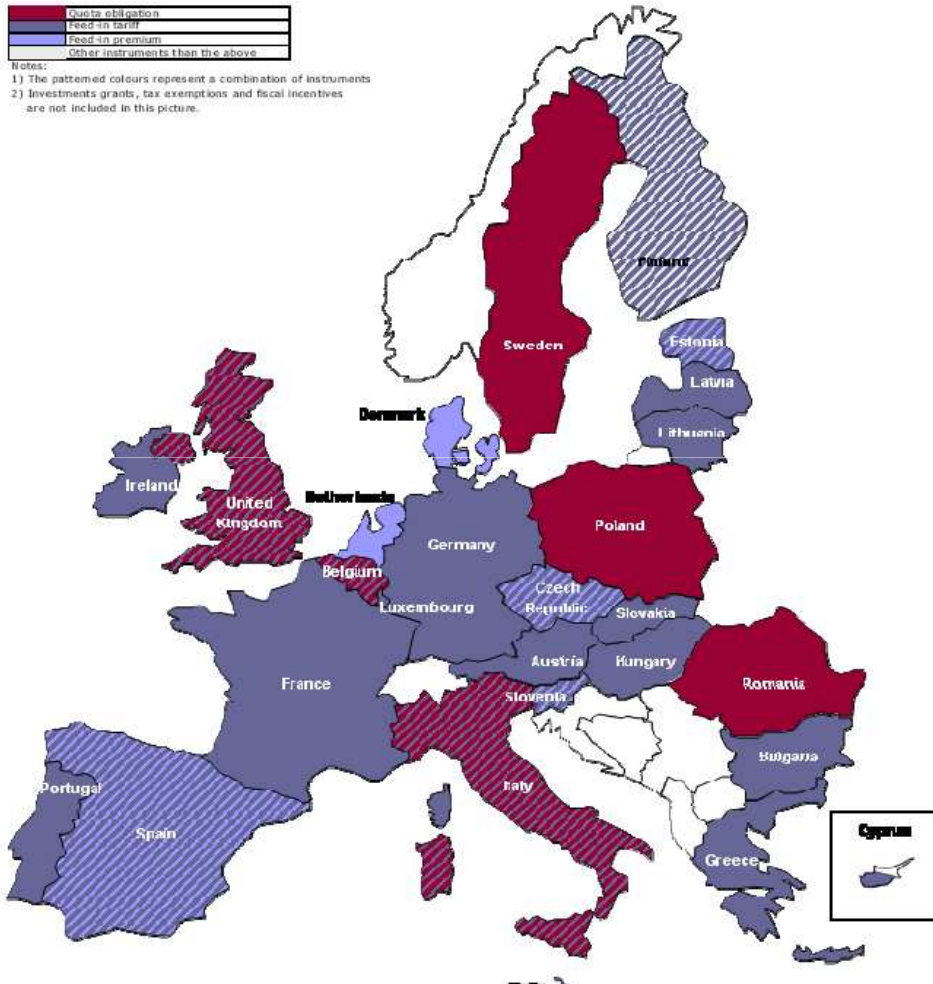 Quota obligation
Feed-in tariff
Feed-in premium
Other instruments than the above
Notes:
1) The patterned colours represent a combination of instruments
2) Investments grants, tax exemptions and fiscal incentives
are not included in this picture.
Finland
Sweden
Estonia
Latvia
Denmark
Lithuania
Ireland
Netherlands
United
Kingdom
Poland
Germany
Belgium
Czech
Republic
Luxembourg
Slovakia
Austria
Hungary
France
Slovenia
Romania
Bulgaria
Italy
Portugal
Spain
Cyprus
Greece